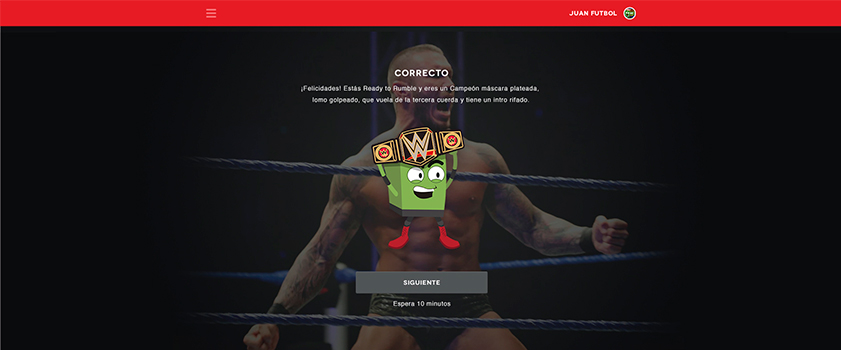 JUAN FUTBOL
CORRECTO
¡Felicidades! Estás Ready to Rumble y eres un Campeón máscara plateada,
lomo golpeado, que vuela de la tercera cuerda y tiene un intro rifado.
SIGUIENTE
Espera 10 minutos